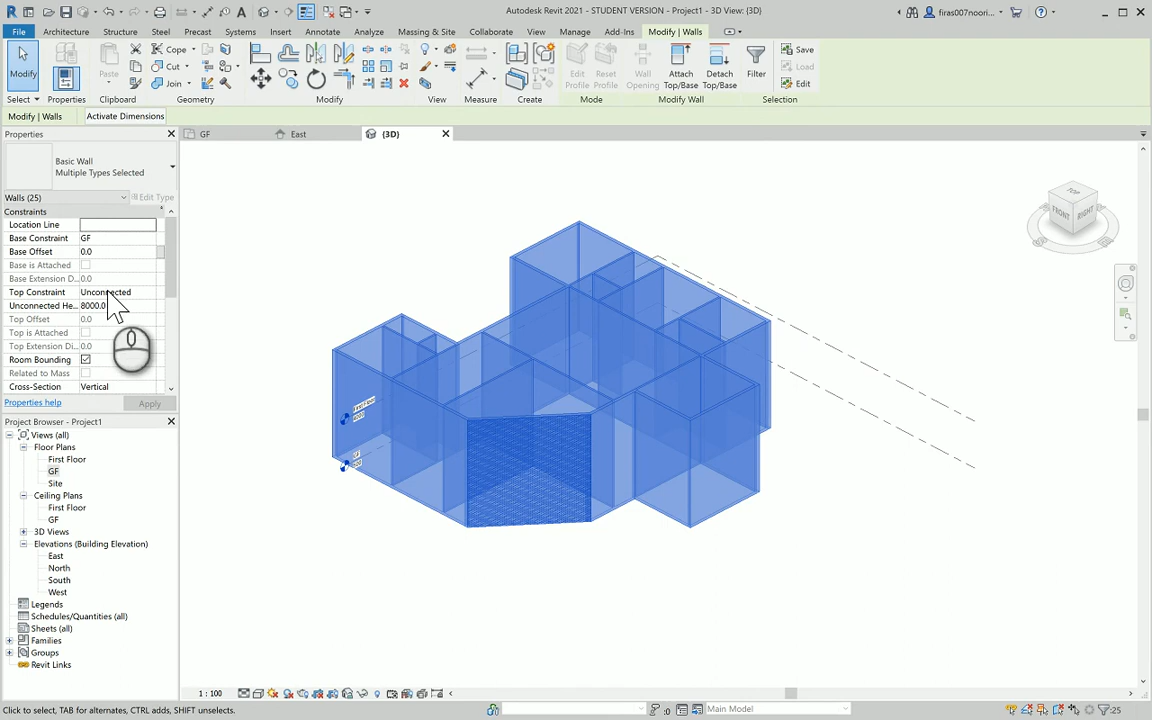 Autodesk Revit 2021 - STUDENT VERSION - Project1 - 3D View: {3D}
firas007noori...
File Architecture Structure Steel Precast Systems Insert Annotate Analyze Massing & Site Collaborate View Manage Add-Ins Modify | Walls
Modify Paste Cope Cut Join Edit Profile Reset Profile Wall Opening Attach Top/Base Detach Top/Base Filter Save Load Edit
Select Properties Clipboard Geometry Modify View Measure Create Mode Modify Wall Selection
Modify | Walls Activate Dimensions
Properties
GF East {3D}
Basic Wall
Multiple Types Selected
Walls (25) Edit Type
Constraints
Location Line
Base Constraint GF
Base Offset 0.0
Base is Attached
Base Extension D... 0.0
Top Constraint Unconnected
Unconnected He... 8000.0
Top Offset 0.0
Top is Attached
Top Extension Di... 0.0
Room Bounding
Related to Mass
Cross-Section Vertical
Properties help Apply
Project Browser - Project1
Views (all)
Floor Plans
First Floor
GF
Site
Ceiling Plans
First Floor
GF
3D Views
Elevations (Building Elevation)
East
North
South
West
Legends
Schedules/Quantities (all)
Sheets (all)
Families
Groups
Revit Links
TOP
FRONT
RIGHT
1 : 100
Click to select, TAB for alternates, CTRL adds, SHIFT unselects.
:0 Main Model :25